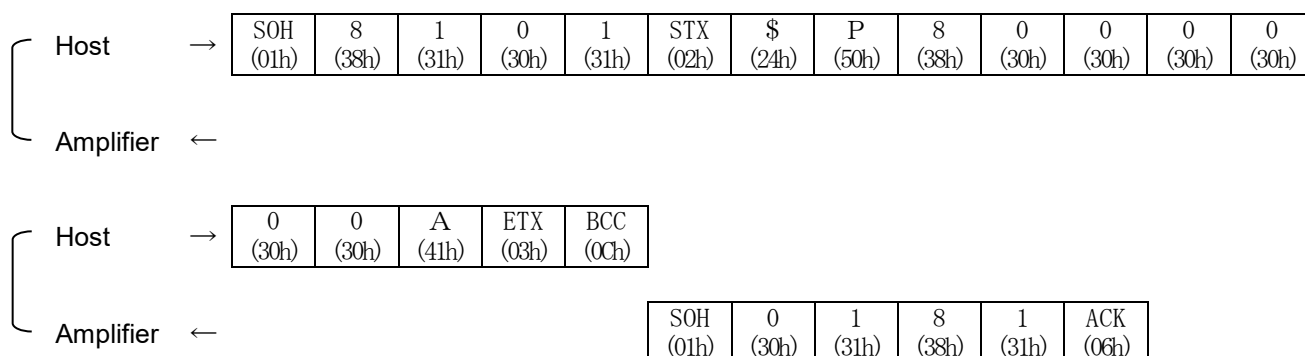 Host → SOH 8 1 0 1 STX $ P 8 0 0 0 0
(01h) (38h) (31h) (30h) (31h) (02h) (24h) (50h) (38h) (30h) (30h) (30h) (30h)
Amplifier ←
Host → 0 0 A ETX BCC
(30h) (30h) (41h) (03h) (0Ch)
Amplifier ← SOH 0 1 8 1 ACK
(01h) (30h) (31h) (38h) (31h) (06h)